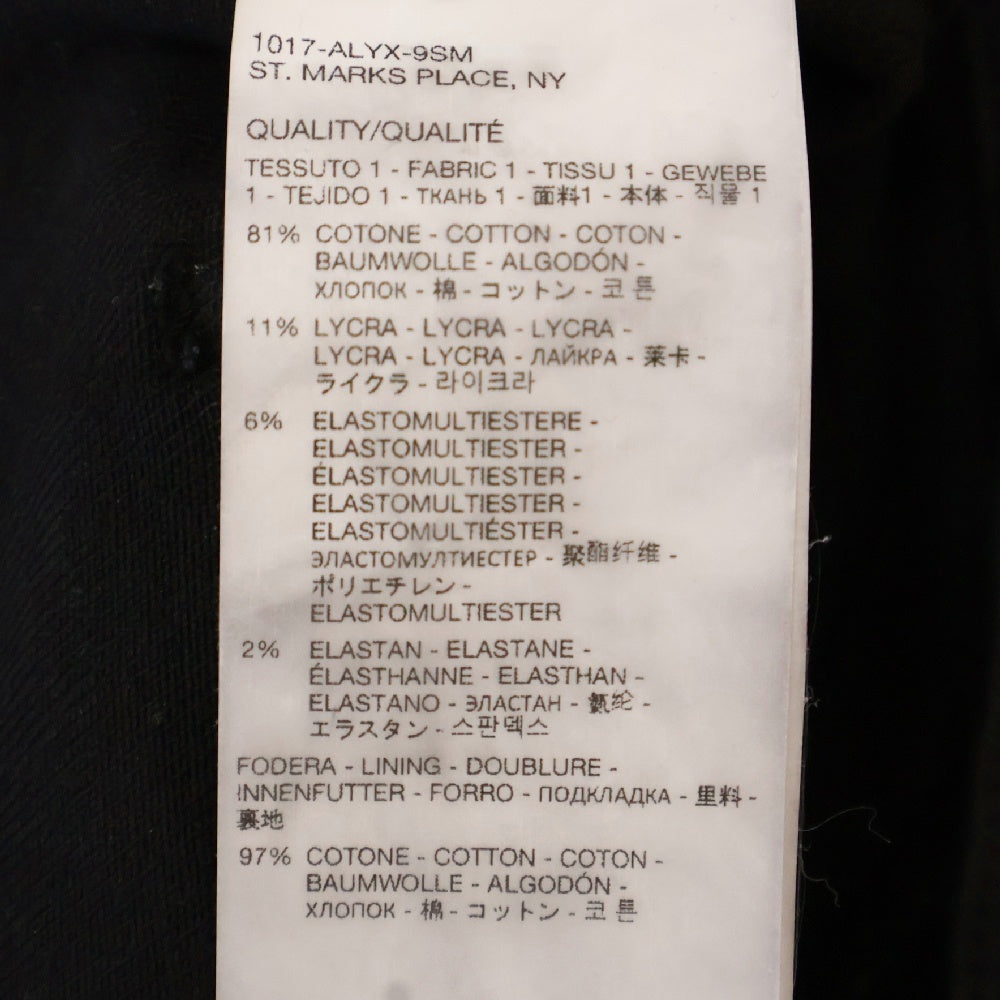 1017-ALYX-9SM
ST. MARKS PLACE, NY
QUALITY/QUALITÉ
TESSUTO 1 - FABRIC 1 - TISSU 1 - GEWEBE
1 - TEJIDO 1 - ТКАНЬ 1 - 面料1 - 本体 - 직물 1
81% COTONE - COTTON - COTON -
BAUMWOLLE - ALGODÓN -
ХЛОПОК - 棉 - コットン - 코튼
11% LYCRA - LYCRA - LYCRA -
LYCRA - LYCRA - ЛАЙКРА - 莱卡 -
ライクラ - 라이크라
6% ELASTOMULTIESTERE -
ELASTOMULTIESTER -
ÉLASTOMULTIESTER -
ELASTOMULTIESTER -
ELASTOMULTIÉSTER -
ЭЛАСТОМУЛТИЕСТЕР - 聚酯纤维 -
ポリエチレン -
ELASTOMULTIESTER
2% ELASTAN - ELASTANE -
ÉLASTHANNE - ELASTHAN -
ELASTANO - ЭЛАСТАН - 氨纶 -
エラスタン - 스판덱스
FODERA - LINING - DOUBLURE -
INNENFUTTER - FORRO - ПОДКЛАДКА - 里料 -
裏地
97% COTONE - COTTON - COTON -
BAUMWOLLE - ALGODÓN -
ХЛОПОК - 棉 - コットン - 코튼